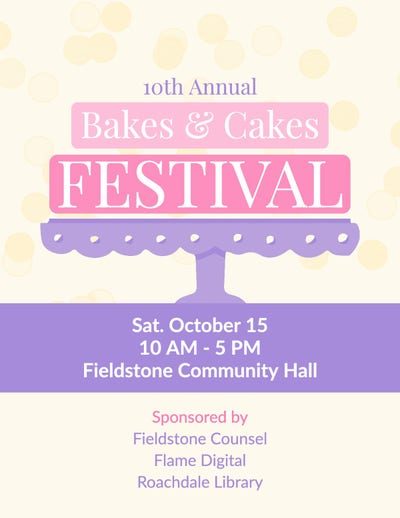 10th Annual
Bakes & Cakes
FESTIVAL
Sat. October 15
10 AM - 5 PM
Fieldstone Community Hall
Sponsored by
Fieldstone Counsel
Flame Digital
Roachdale Library